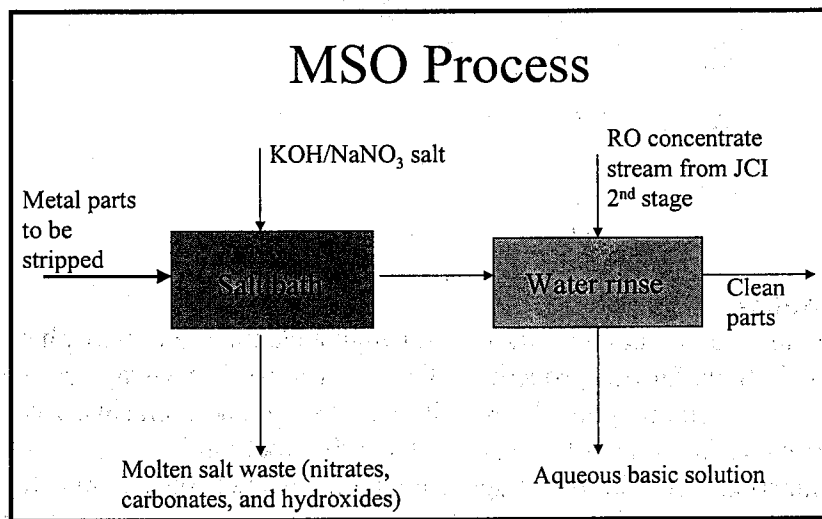 MSO Process
KOH/NaNO₃ salt
RO concentrate
stream from JCI
2nd stage
Metal parts
to be
stripped
Salt bath
Water rinse
Clean
parts
Molten salt waste (nitrates,
carbonates, and hydroxides)
Aqueous basic solution